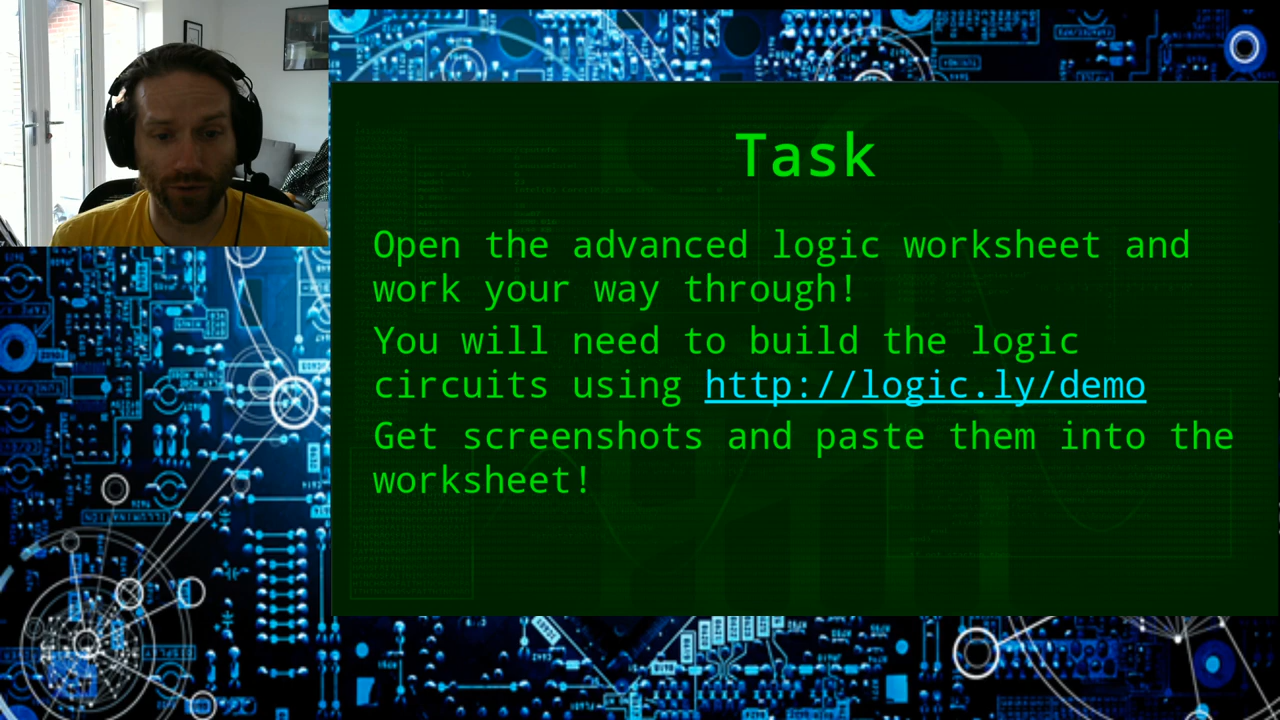 Task
Open the advanced logic worksheet and
work your way through!
You will need to build the logic
circuits using http://logic.ly/demo
Get screenshots and paste them into the
worksheet!